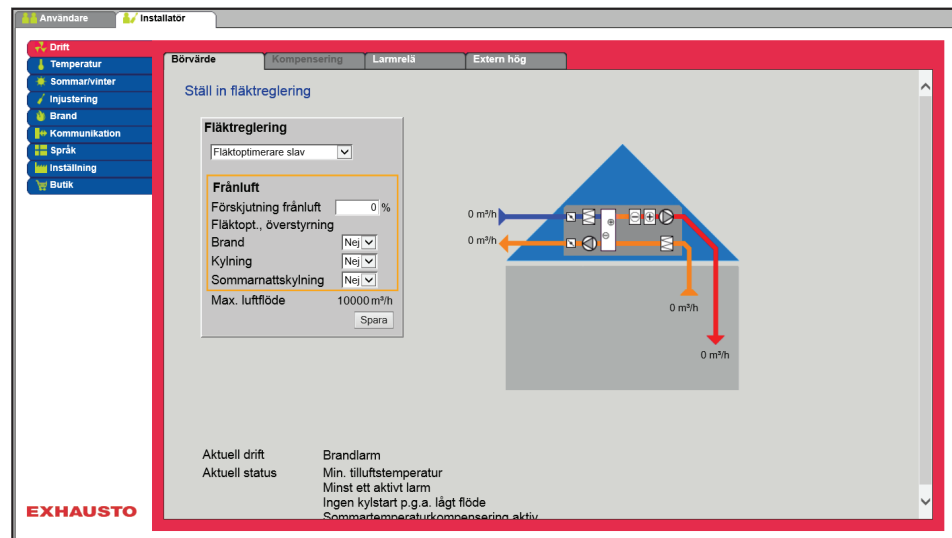 Användare
Installatör
Drift
Temperatur
Sommar/vinter
Injustering
Brand
Kommunikation
Språk
Inställning
Butik
EXHAUSTO
Börvärde
Kompensering
Larmrelä
Extern hög
Ställ in fläktreglering
Fläktreglering
Fläktoptimerare slav
Frånluft
Förskjutning frånluft 0 %
Fläktopt., överstyrning
Brand Nej
Kylning Nej
Sommarnattskylning Nej
Max. luftflöde 10000 m³/h
Spara
0 m³/h
0 m³/h
0 m³/h
0 m³/h
Aktuell drift Brandlarm
Aktuell status Min. tilluftstemperatur
Minst ett aktivt larm
Ingen kylstart p.g.a. lågt flöde
Sommartemperaturkompensering aktiv